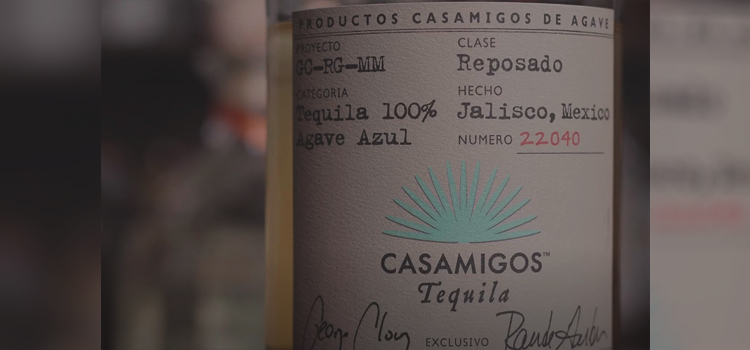 PRODUCTOS CASAMIGOS DE AGAVE
PROYECTO
GC-RG-MM
CLASE
Reposado
CATEGORIA
Tequila 100%
Agave Azul
HECHO
Jalisco, Mexico
NUMERO 22040
CASAMIGOS™
Tequila
EXCLUSIVO